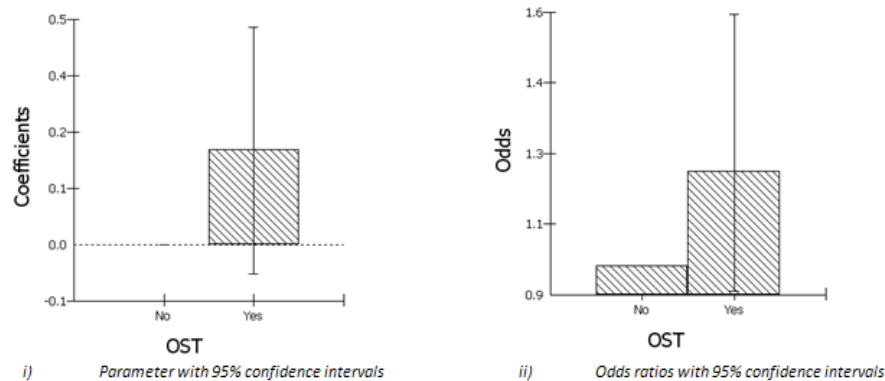 0.5
0.4
0.2
0.1
0.0
-0.1
Coefficients
No Yes
OST
i) Parameter with 95% confidence intervals
1.6
1.4
1.3
1.1
0.9
Odds
No Yes
OST
ii) Odds ratios with 95% confidence intervals